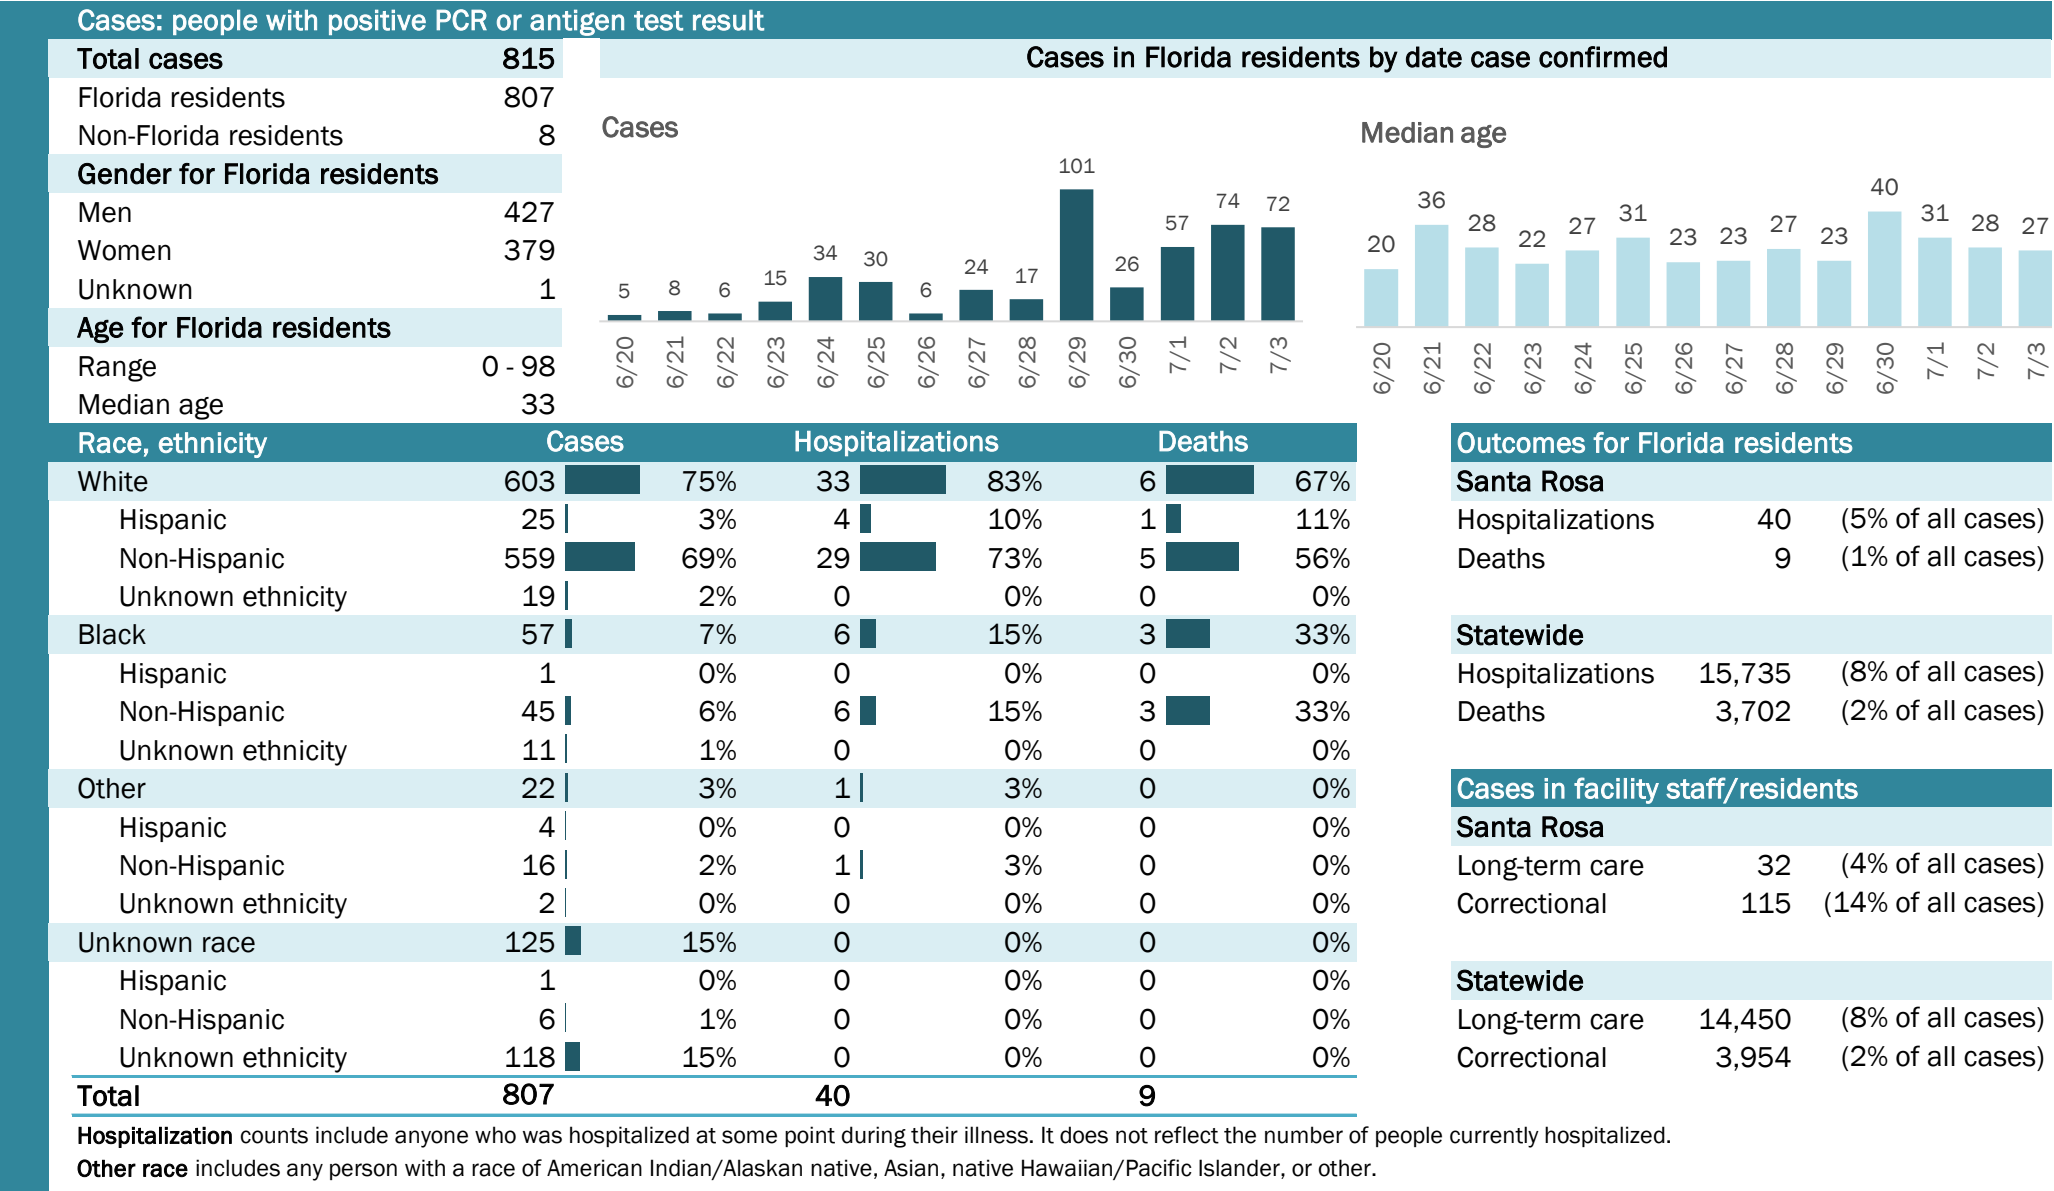 Cases: people with positive PCR or antigen test result
Total cases 815
Florida residents 807
Non-Florida residents 8
Gender for Florida residents
Men 427
Women 379
Unknown 1
Age for Florida residents
Range 0 - 98
Median age 33
Cases in Florida residents by date case confirmed
Cases
5 8 6 15 34 30 6 24 17 101 26 57 74 72
6/20 6/21 6/22 6/23 6/24 6/25 6/26 6/27 6/28 6/29 6/30 7/1 7/2 7/3
Median age
20 36 28 22 27 31 23 23 27 23 40 31 28 27
6/20 6/21 6/22 6/23 6/24 6/25 6/26 6/27 6/28 6/29 6/30 7/1 7/2 7/3
Race, ethnicity Cases Hospitalizations Deaths
White 603 75% 33 83% 6 67%
Hispanic 25 3% 4 10% 1 11%
Non-Hispanic 559 69% 29 73% 5 56%
Unknown ethnicity 19 2% 0 0% 0 0%
Black 57 7% 6 15% 3 33%
Hispanic 1 0% 0 0% 0 0%
Non-Hispanic 45 6% 6 15% 3 33%
Unknown ethnicity 11 1% 0 0% 0 0%
Other 22 3% 1 3% 0 0%
Hispanic 4 0% 0 0% 0 0%
Non-Hispanic 16 2% 1 3% 0 0%
Unknown ethnicity 2 0% 0 0% 0 0%
Unknown race 125 15% 0 0% 0 0%
Hispanic 1 0% 0 0% 0 0%
Non-Hispanic 6 1% 0 0% 0 0%
Unknown ethnicity 118 15% 0 0% 0 0%
Total 807 40 9
Outcomes for Florida residents
Santa Rosa
Hospitalizations 40 (5% of all cases)
Deaths 9 (1% of all cases)
Statewide
Hospitalizations 15,735 (8% of all cases)
Deaths 3,702 (2% of all cases)
Cases in facility staff/residents
Santa Rosa
Long-term care 32 (4% of all cases)
Correctional 115 (14% of all cases)
Statewide
Long-term care 14,450 (8% of all cases)
Correctional 3,954 (2% of all cases)
Hospitalization counts include anyone who was hospitalized at some point during their illness. It does not reflect the number of people currently hospitalized.
Other race includes any person with a race of American Indian/Alaskan native, Asian, native Hawaiian/Pacific Islander, or other.